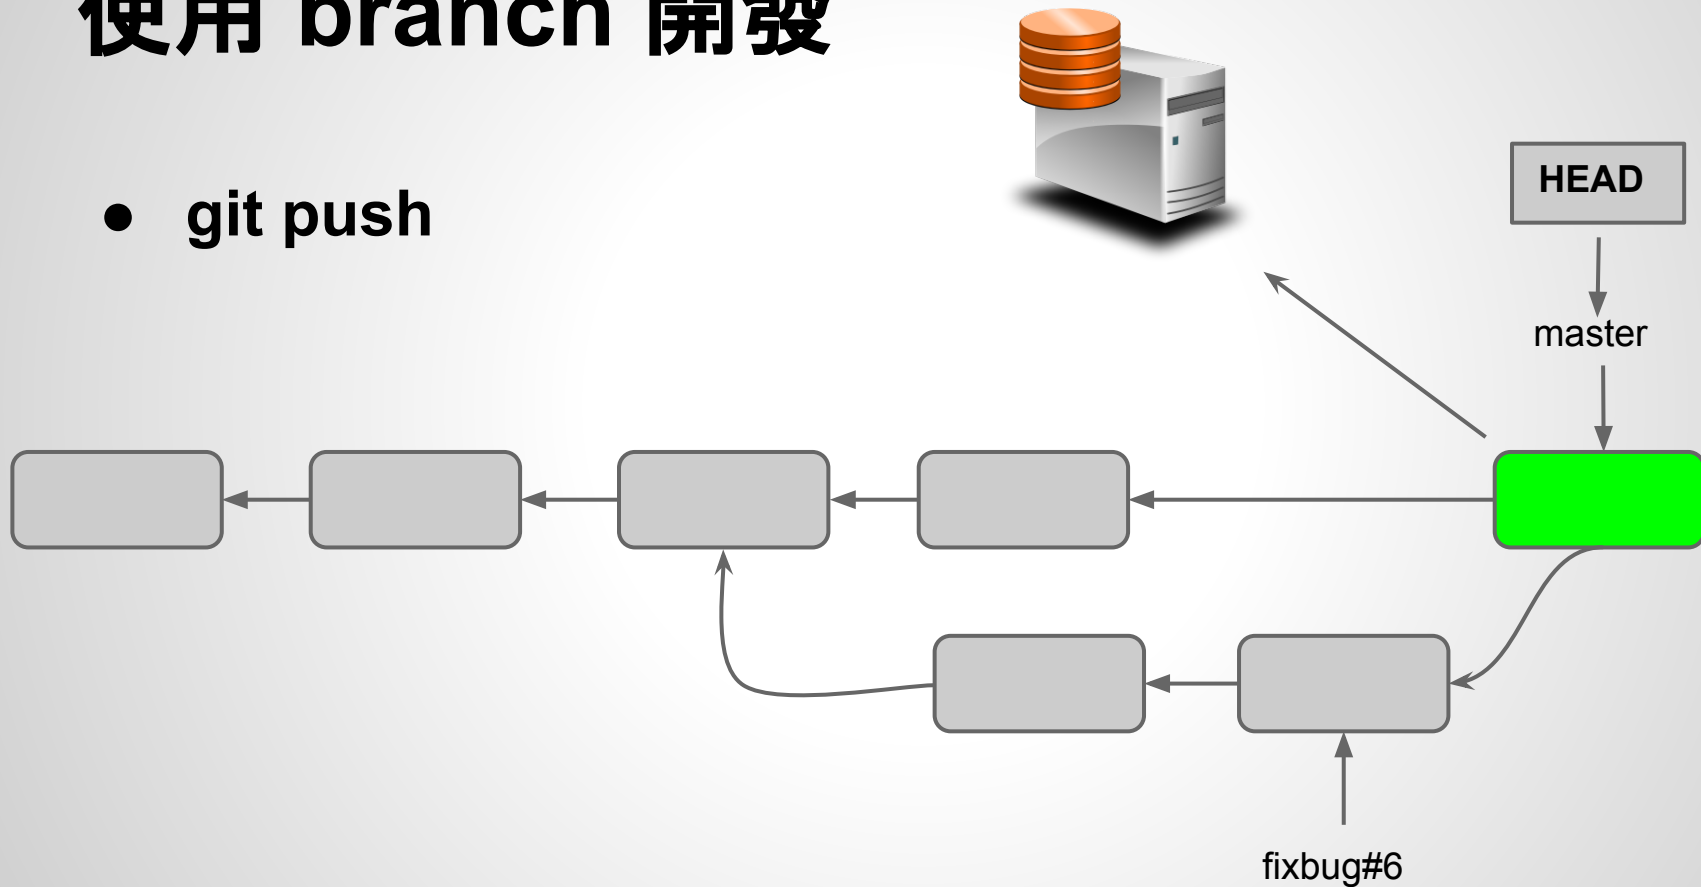 使用 branch 開發
● git push
HEAD
master
fixbug#6